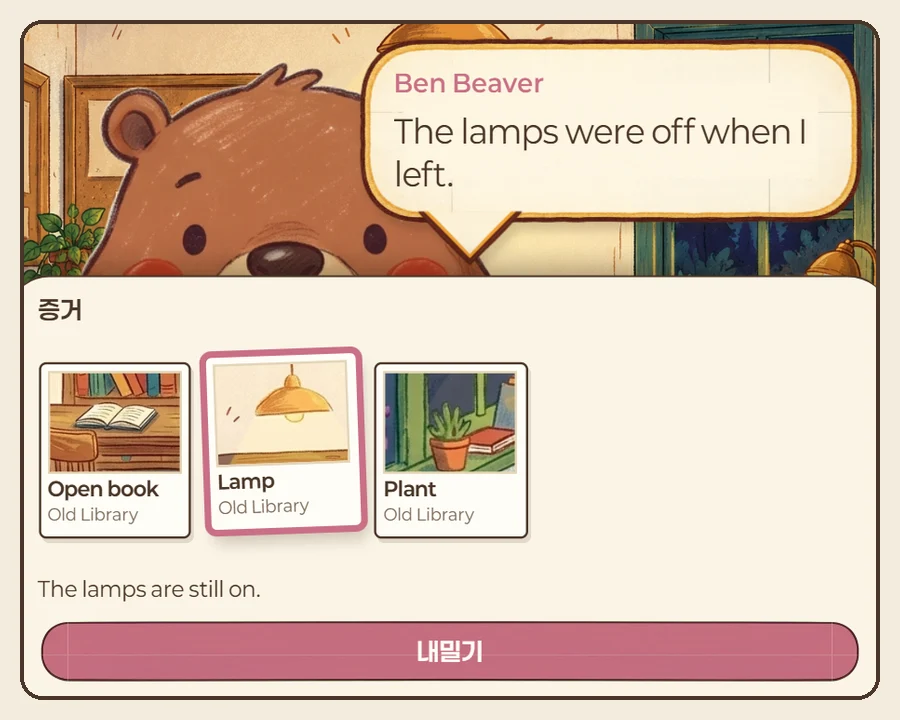 Ben Beaver
The lamps were off when I
left.
증거
Open book
Old Library
Lamp
Old Library
Plant
Old Library
The lamps are still on.
내밀기